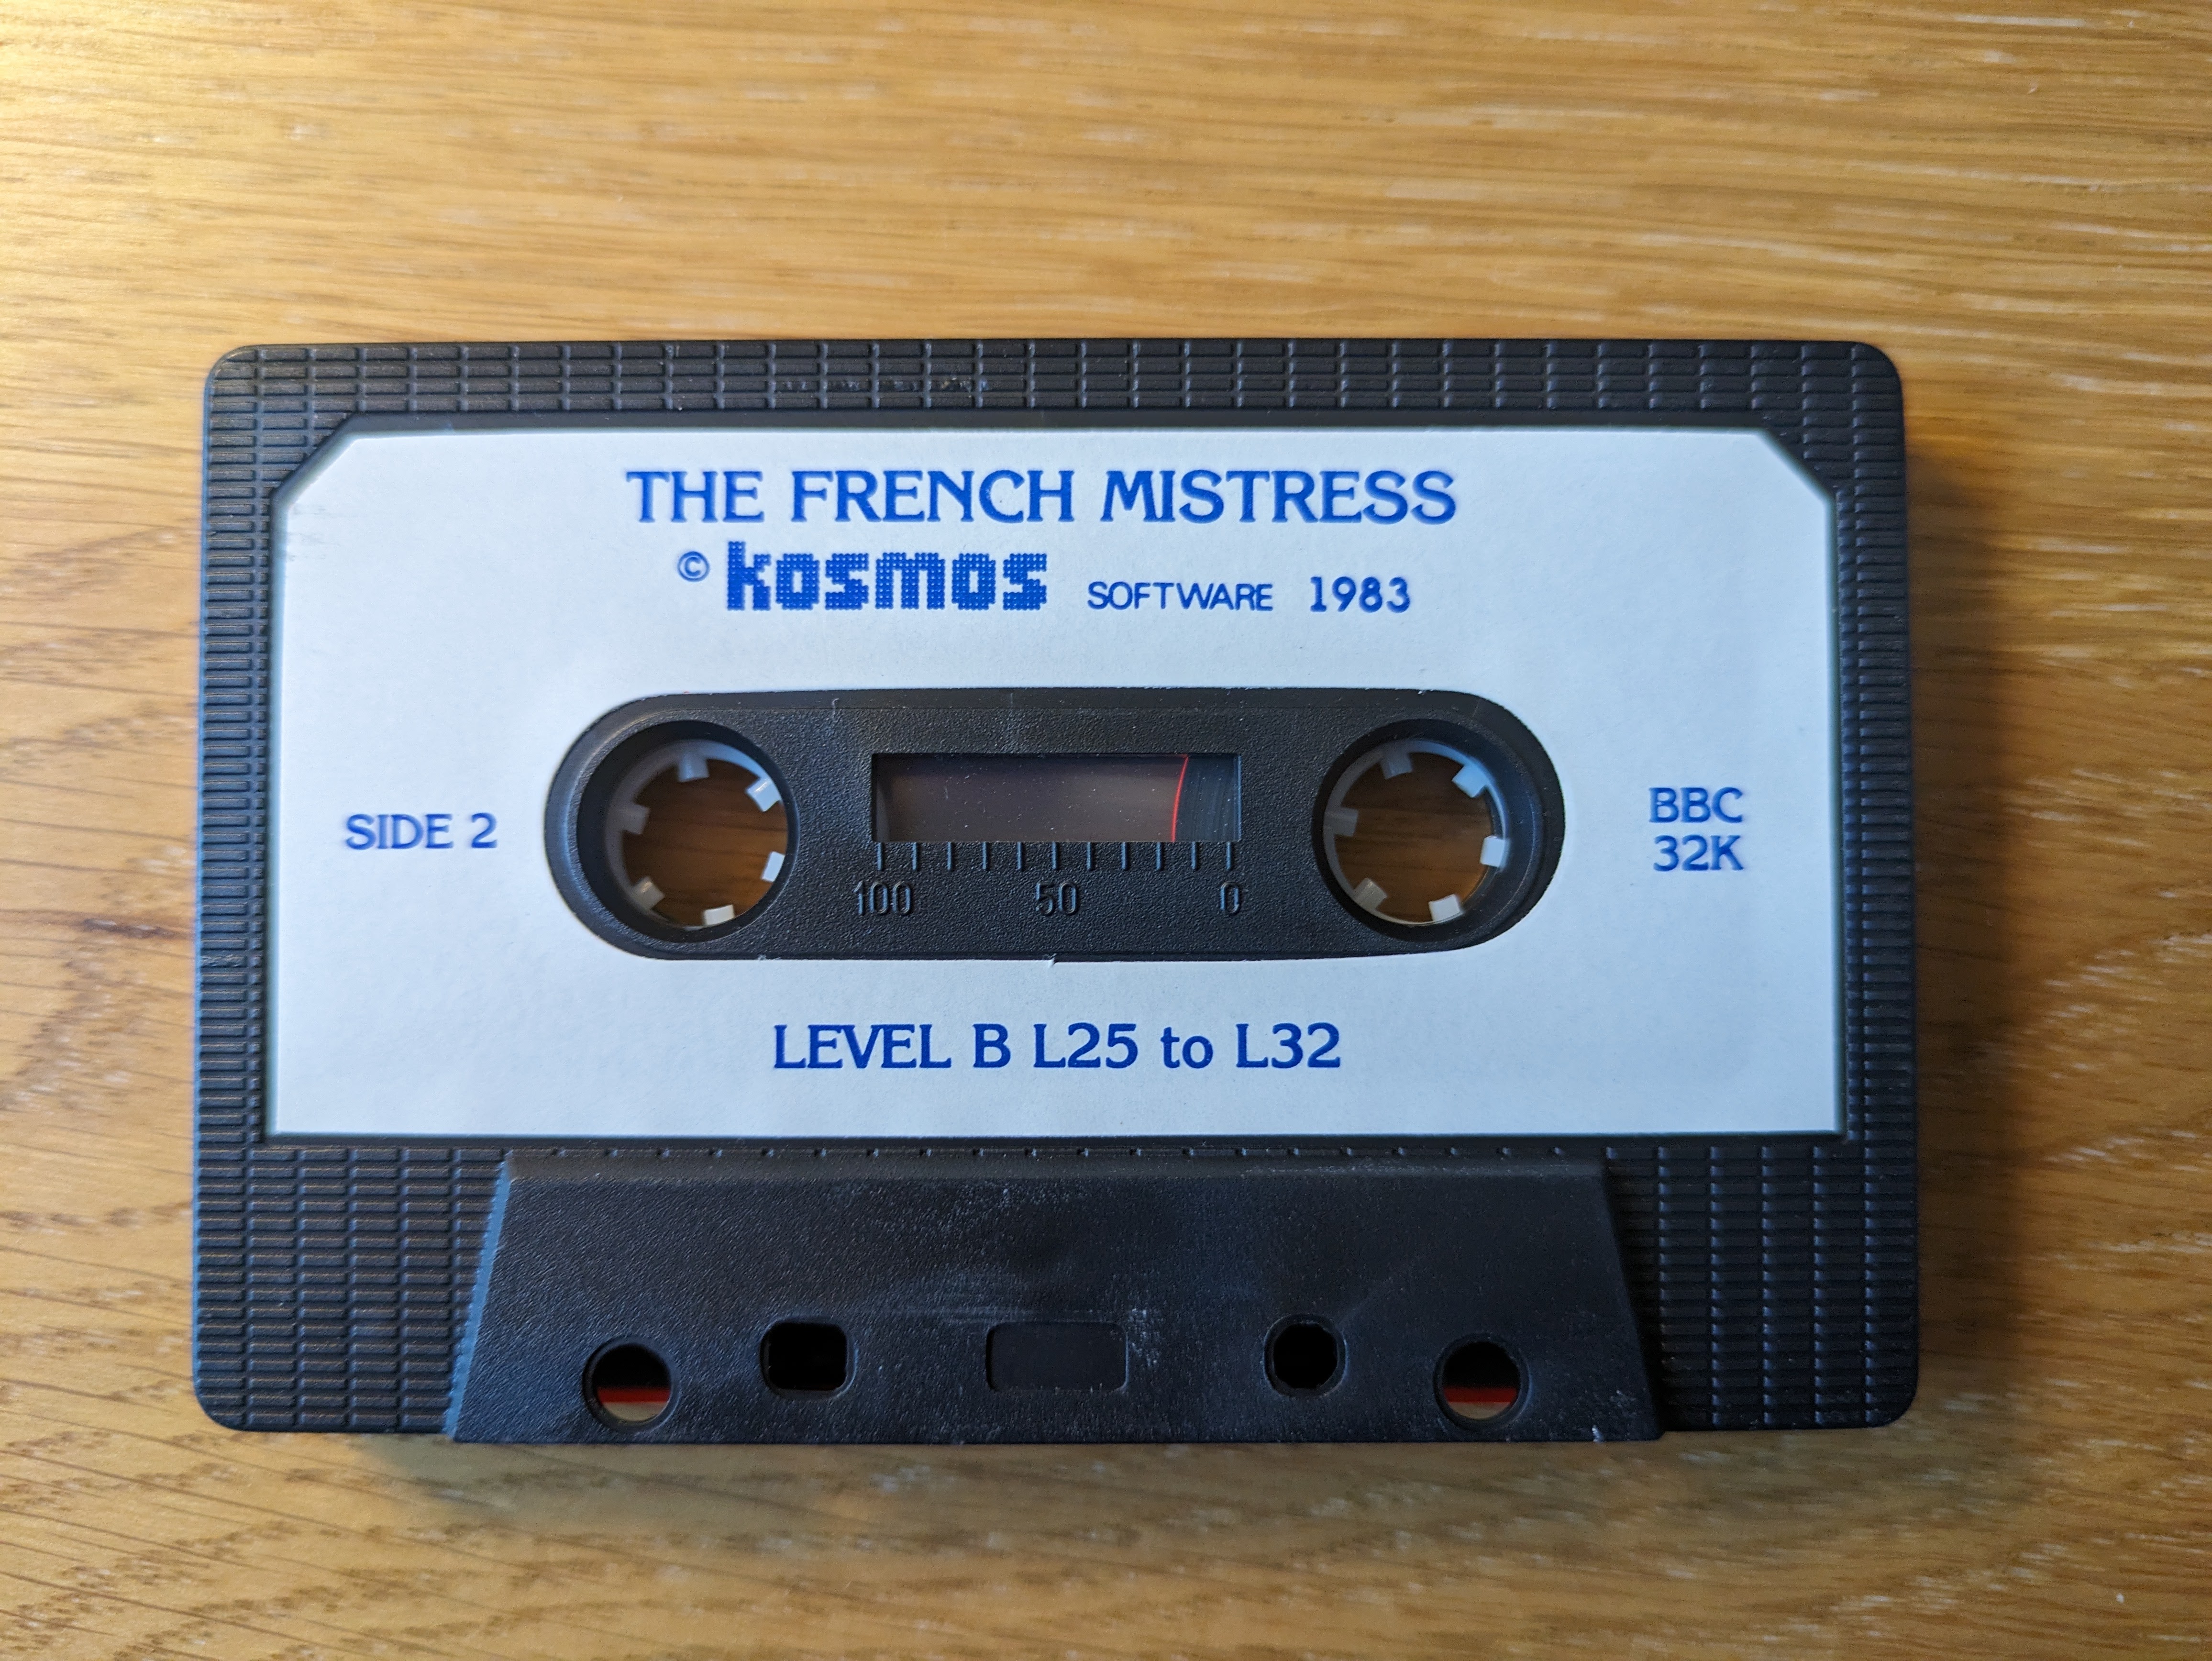 THE FRENCH MISTRESS
© kosmos SOFTWARE 1983
SIDE 2
BBC
32K
100 50 0
LEVEL B L25 to L32